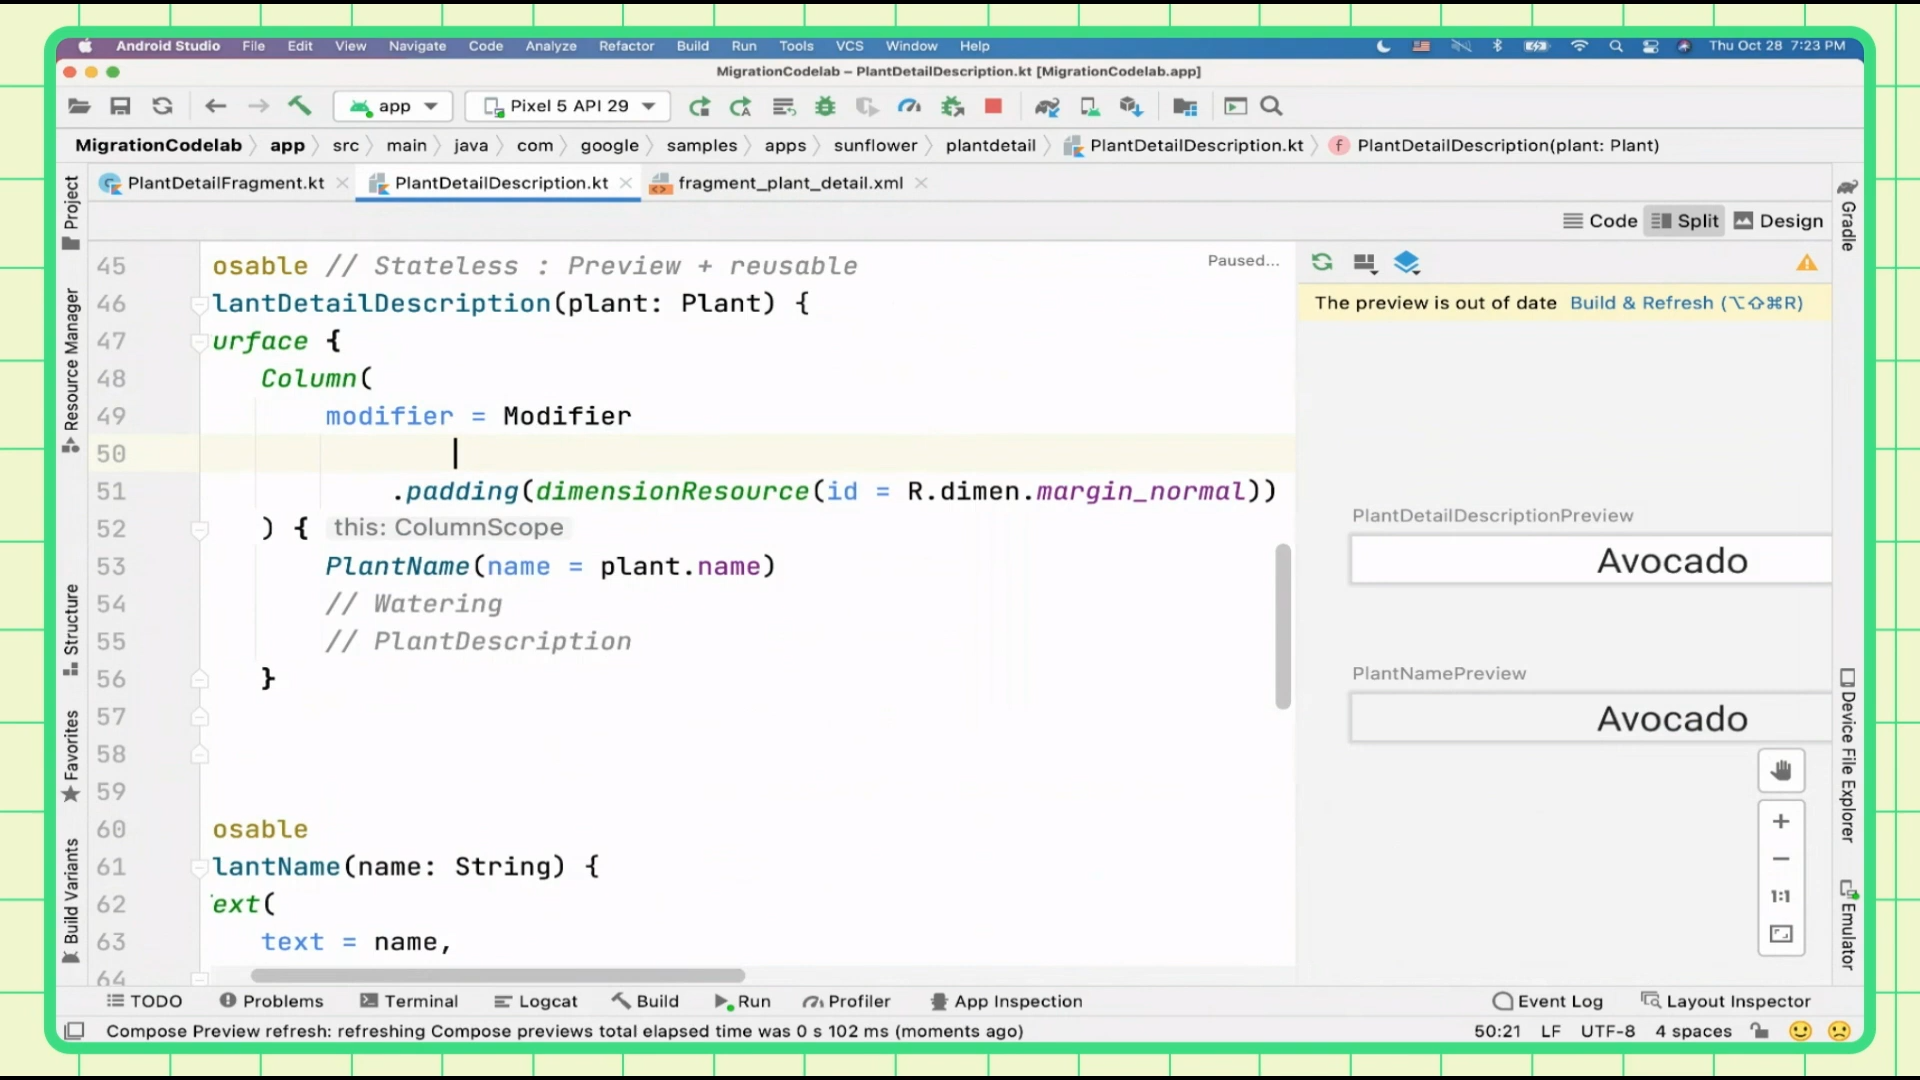 Android Studio File Edit View Navigate Code Analyze Refactor Build Run Tools VCS Window Help Thu Oct 28 7:23 PM
MigrationCodelab – PlantDetailDescription.kt [MigrationCodelab.app]
app Pixel 5 API 29
MigrationCodelab app src main java com google samples apps sunflower plantdetail PlantDetailDescription.kt f PlantDetailDescription(plant: Plant)
PlantDetailFragment.kt PlantDetailDescription.kt fragment_plant_detail.xml
Code Split Design
Project
Resource Manager
Structure
Favorites
Build Variants
45 osable // Stateless : Preview + reusable
Paused...
46 lantDetailDescription(plant: Plant) {
47 urface {
48 Column(
49 modifier = Modifier
50
51 .padding(dimensionResource(id = R.dimen.margin_normal))
52 ) { this: ColumnScope
53 PlantName(name = plant.name)
54 // Watering
55 // PlantDescription
56 }
57
58
59
60 osable
61 lantName(name: String) {
62 ext(
63 text = name,
64
The preview is out of date Build & Refresh (⌥⇧⌘R)
PlantDetailDescriptionPreview
Avocado
PlantNamePreview
Avocado
+
−
1:1
Gradle
Device File Explorer
Emulator
TODO Problems Terminal Logcat Build Run Profiler App Inspection Event Log Layout Inspector
Compose Preview refresh: refreshing Compose previews total elapsed time was 0 s 102 ms (moments ago) 50:21 LF UTF-8 4 spaces